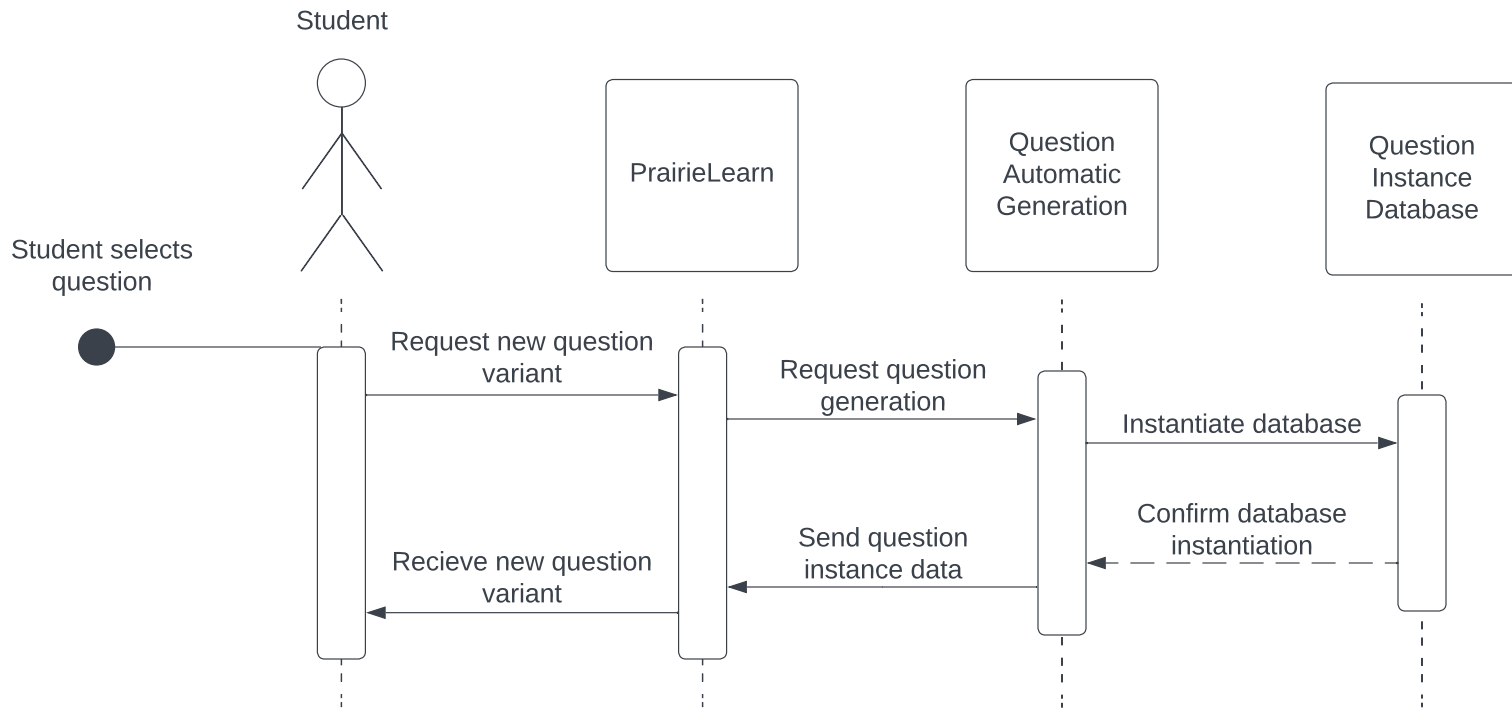 Student
PrairieLearn
Question
Automatic
Generation
Question
Instance
Database
Student selects
question
Request new question
variant
Request question
generation
Instantiate database
Confirm database
instantiation
Send question
instance data
Recieve new question
variant